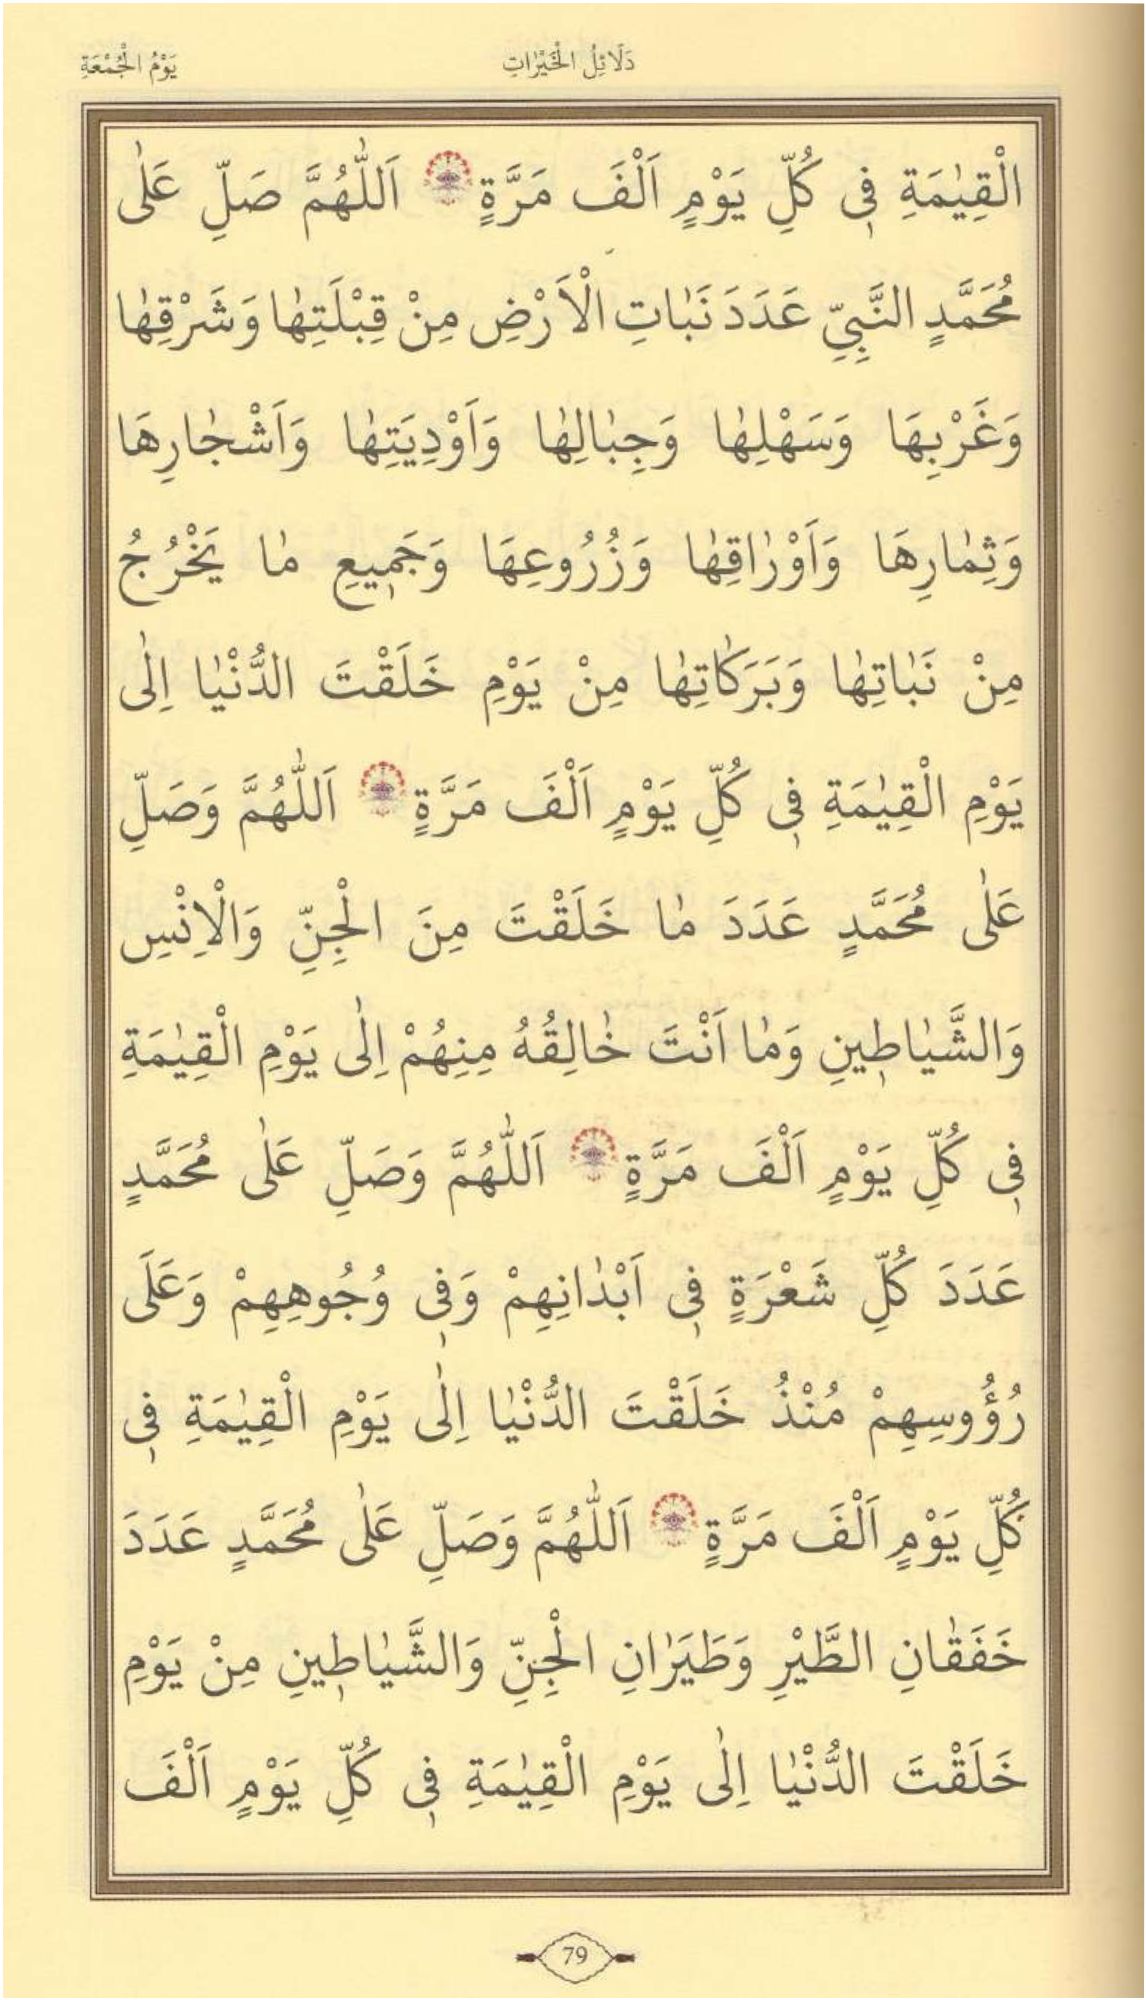 دَلَائِلُ الْخَيْرَاتِ
يَوْمُ الْجُمْعَةِ
الْقِيٰمَةِ فٖى كُلِّ يَوْمٍ اَلْفَ مَرَّةٍ اَللّٰهُمَّ صَلِّ عَلٰى
مُحَمَّدٍ النَّبِيِّ عَدَدَ نَبٰاتِ الْاَرْضِ مِنْ قِبْلَتِهٰا وَشَرْقِهٰا
وَغَرْبِهَا وَسَهْلِهٰا وَجِبٰالِهٰا وَاَوْدِيَتِهٰا وَاَشْجٰارِهَا
وَثِمٰارِهَا وَاَوْرٰاقِهٰا وَزُرُوعِهَا وَجَمٖيعِ مٰا يَخْرُجُ
مِنْ نَبٰاتِهٰا وَبَرَكٰاتِهٰا مِنْ يَوْمِ خَلَقْتَ الدُّنْيٰا اِلٰى
يَوْمِ الْقِيٰمَةِ فٖى كُلِّ يَوْمٍ اَلْفَ مَرَّةٍ اَللّٰهُمَّ وَصَلِّ
عَلٰى مُحَمَّدٍ عَدَدَ مٰا خَلَقْتَ مِنَ الْجِنِّ وَالْاِنْسِ
وَالشَّيٰاطٖينِ وَمٰا اَنْتَ خٰالِقُهُ مِنِهُمْ اِلٰى يَوْمِ الْقِيٰمَةِ
فٖى كُلِّ يَوْمٍ اَلْفَ مَرَّةٍ اَللّٰهُمَّ وَصَلِّ عَلٰى مُحَمَّدٍ
عَدَدَ كُلِّ شَعْرَةٍ فٖى اَبْدٰانِهِمْ وَفٖى وُجُوهِهِمْ وَعَلَى
رُؤُوسِهِمْ مُنْذُ خَلَقْتَ الدُّنْيٰا اِلٰى يَوْمِ الْقِيٰمَةِ فٖى
كُلِّ يَوْمٍ اَلْفَ مَرَّةٍ اَللّٰهُمَّ وَصَلِّ عَلٰى مُحَمَّدٍ عَدَدَ
خَفَقٰانِ الطَّيْرِ وَطَيَرٰانِ الْجِنِّ وَالشَّيٰاطٖينِ مِنْ يَوْمِ
خَلَقْتَ الدُّنْيٰا اِلٰى يَوْمِ الْقِيٰمَةِ فٖى كُلِّ يَوْمٍ اَلْفَ
79